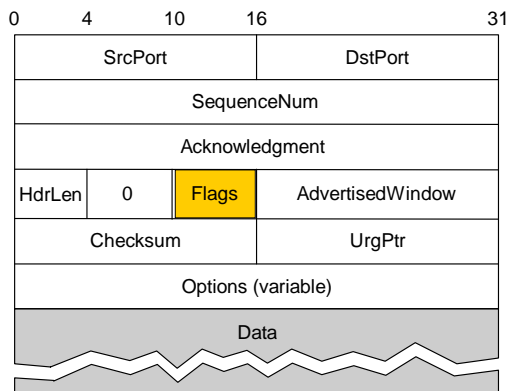 0 4 10 16 31
SrcPort DstPort
SequenceNum
Acknowledgment
HdrLen 0 Flags AdvertisedWindow
Checksum UrgPtr
Options (variable)
Data